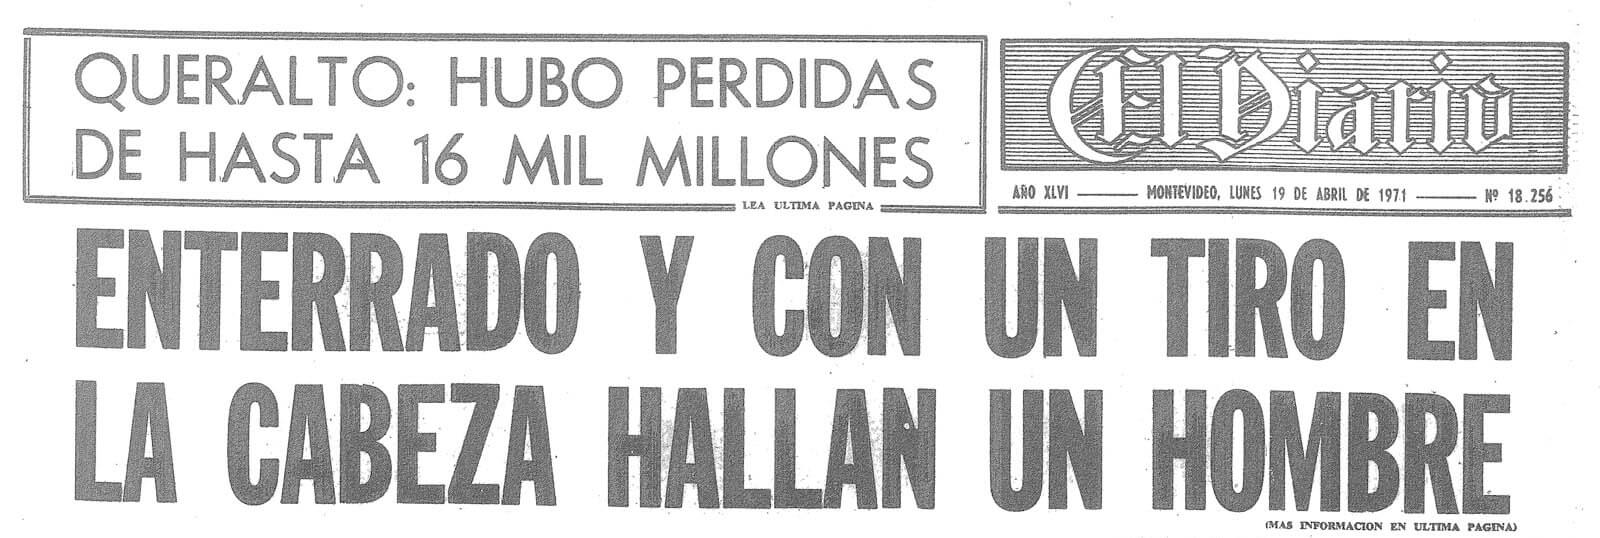 QUERALTO: HUBO PERDIDAS
DE HASTA 16 MIL MILLONES
LEA ULTIMA PAGINA
El Diario
AÑO XLVI — MONTEVIDEO, LUNES 19 DE ABRIL DE 1971 — Nº 18.256
ENTERRADO Y CON UN TIRO EN
LA CABEZA HALLAN UN HOMBRE
(MAS INFORMACION EN ULTIMA PAGINA)